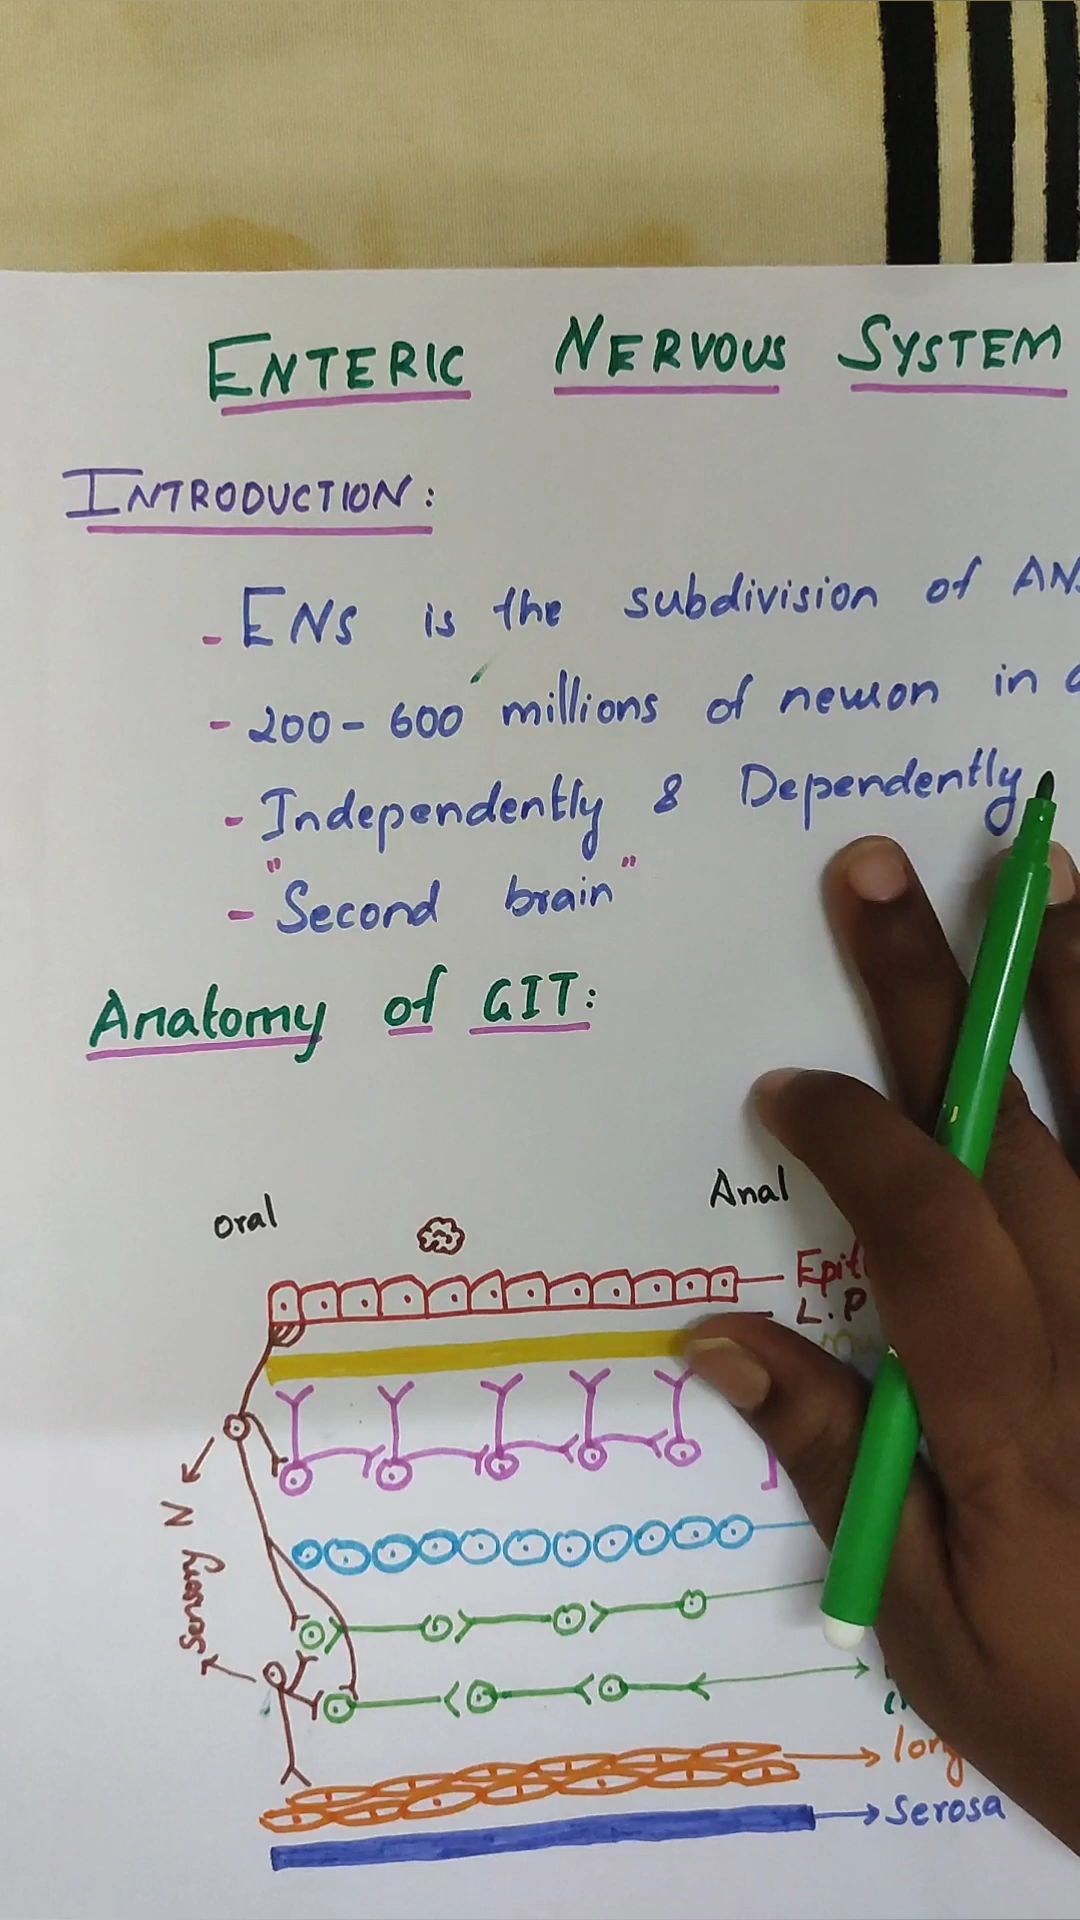 ENTERIC NERVOUS SYSTEM
INTRODUCTION:
- ENS is the subdivision of ANS
- 200-600 millions of neuron in
- Independently & Dependently
- "Second brain"
Anatomy of GIT:
Oral
Anal
L.P
Sensory N
Serosa